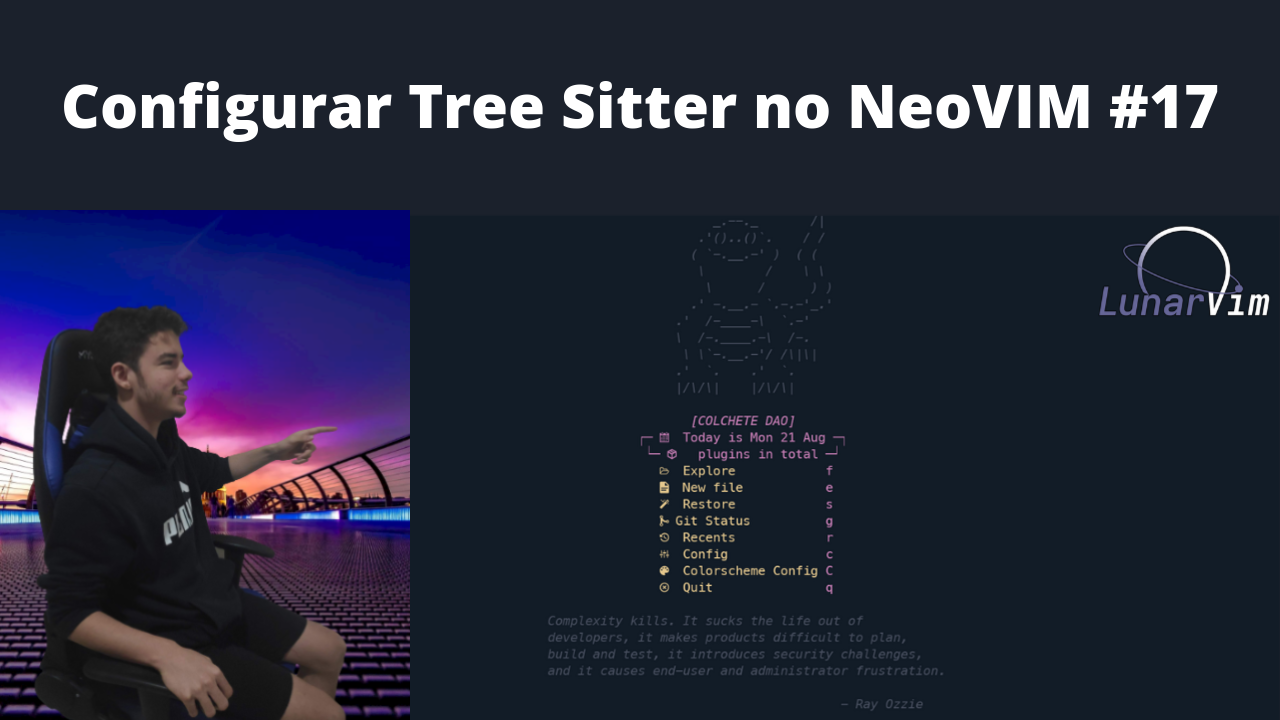 Configurar Tree Sitter no NeoVIM #17
LunarVim
[COLCHETE DAO]
Today is Mon 21 Aug
plugins in total
Explore f
New file e
Restore s
Git Status g
Recents r
Config c
Colorscheme Config C
Quit q
Complexity kills. It sucks the life out of
developers, it makes products difficult to plan,
build and test, it introduces security challenges,
and it causes end-user and administrator frustration.
– Ray Ozzie